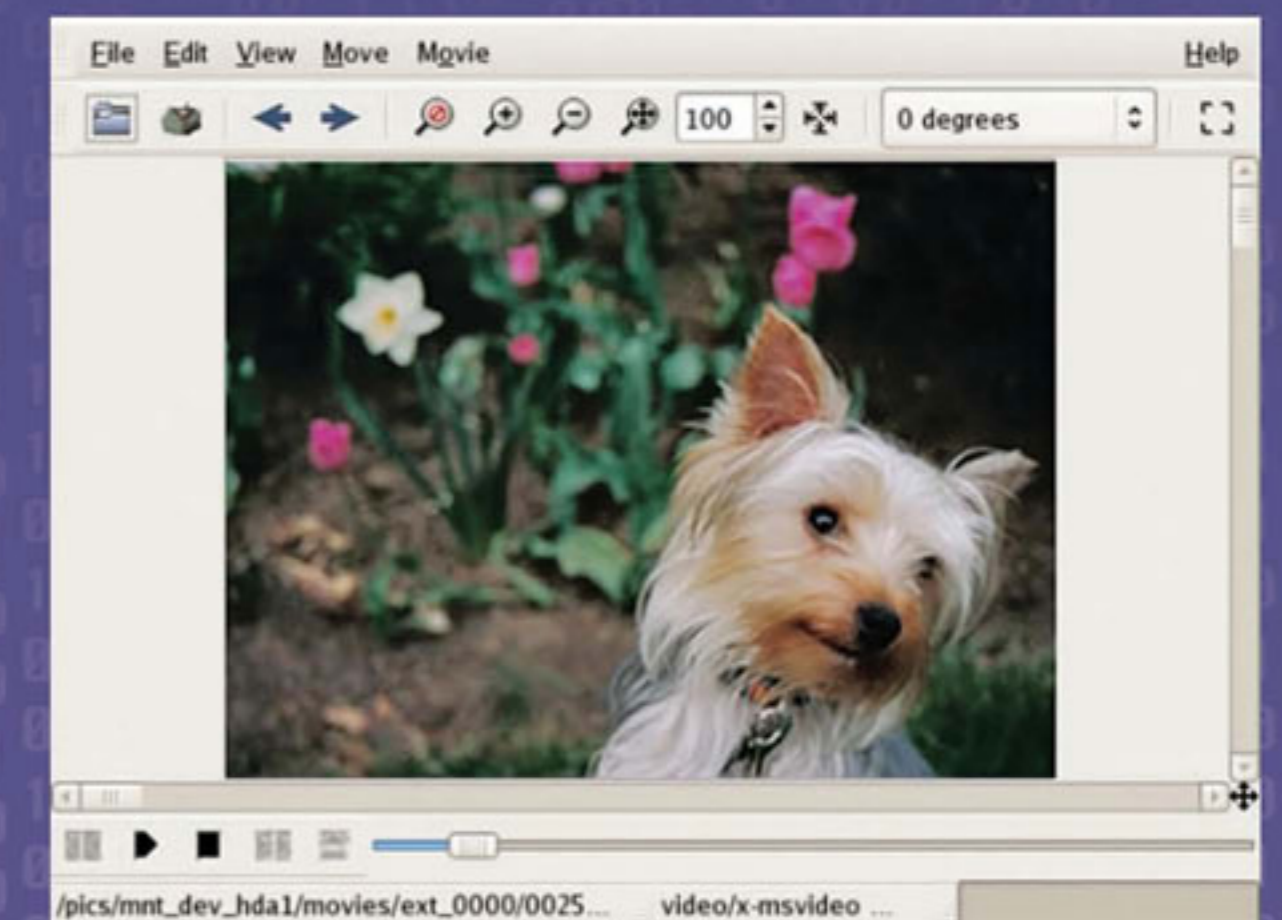 File Edit View Move Movie Help
100 0 degrees
/pics/mnt_dev_hda1/movies/ext_0000/0025... video/x-msvideo ...